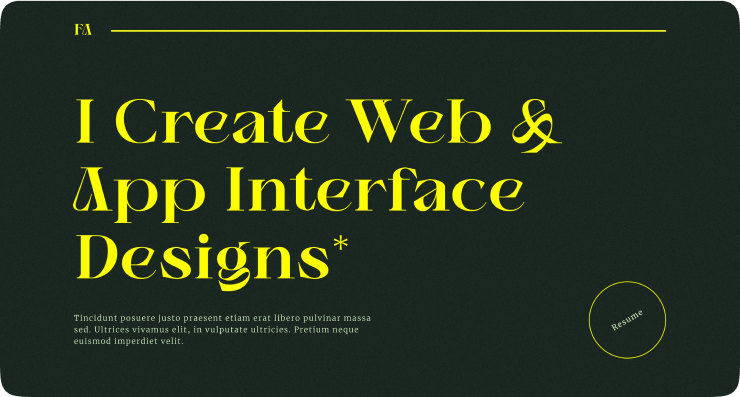 FA
I Create Web &
App Interface
Designs*
Tincidunt posuere justo praesent etiam erat libero pulvinar massa
sed. Ultrices vivamus elit, in vulputate ultricies. Pretium neque
euismod imperdiet velit.
Resume